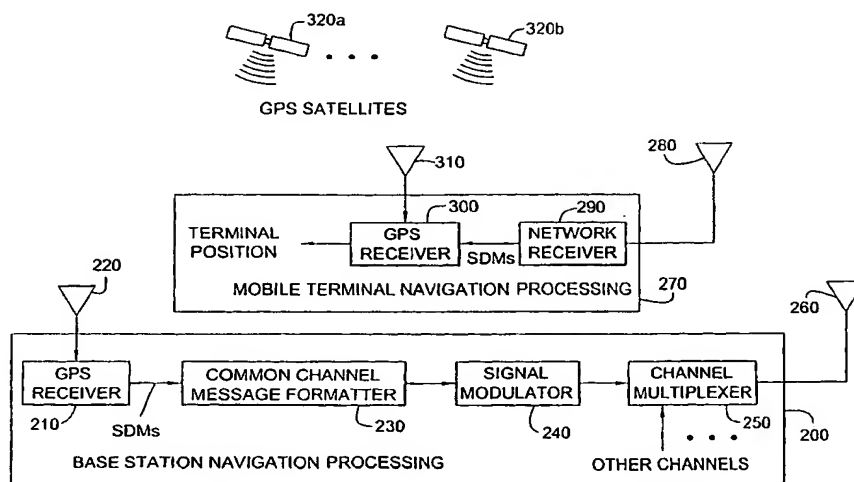 320a
320b
GPS SATELLITES
310
280
300
290
TERMINAL
POSITION
GPS
RECEIVER
SDMs
NETWORK
RECEIVER
MOBILE TERMINAL NAVIGATION PROCESSING
270
220
260
GPS
RECEIVER
210
SDMs
COMMON CHANNEL
MESSAGE FORMATTER
230
SIGNAL
MODULATOR
240
CHANNEL
MULTIPLEXER
250
200
BASE STATION NAVIGATION PROCESSING
OTHER CHANNELS